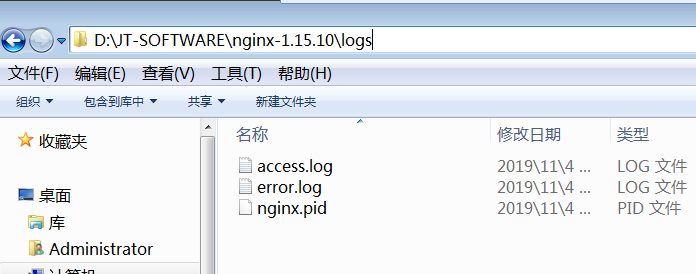 D:\JT-SOFTWARE\nginx-1.15.10\logs
文件(F) 编辑(E) 查看(V) 工具(T) 帮助(H)
组织 包含到库中 共享 新建文件夹
收藏夹 名称 修改日期 类型
access.log 2019\11\4 ... LOG 文件
桌面 error.log 2019\11\4 ... LOG 文件
库 nginx.pid 2019\11\4 ... PID 文件
Administrator
计算机